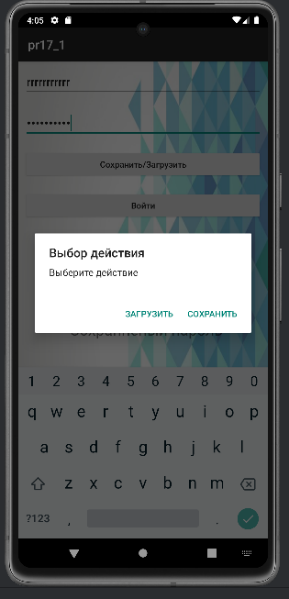 4:05
pr17_1
••••••••••
Сохранить/Загрузить
Войти
Выбор действия
Выберите действие
ЗАГРУЗИТЬ СОХРАНИТЬ
1 2 3 4 5 6 7 8 9 0
q w e r t y u i o p
a s d f g h j k l
z x c v b n m
?123 , .